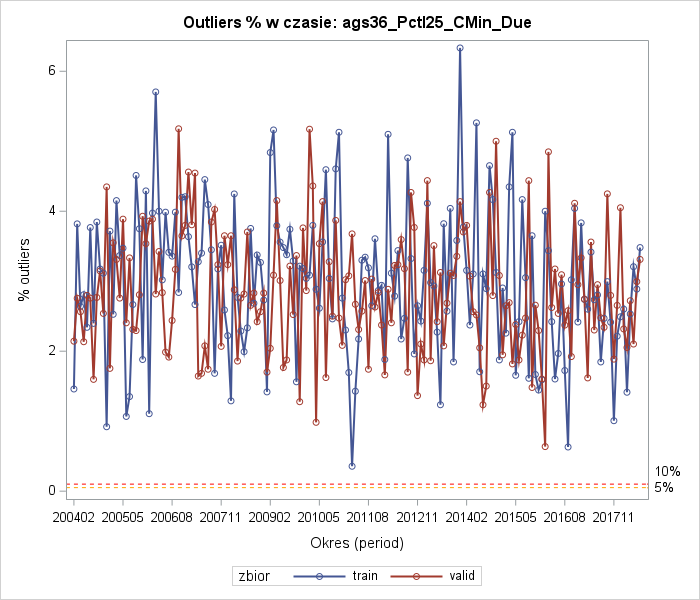 Outliers % w czasie: ags36_Pctl25_CMin_Due
% outliers
6
4
2
0
10%
5%
200402 200505 200608 200711 200902 201005 201108 201211 201402 201505 201608 201711
Okres (period)
zbior train valid